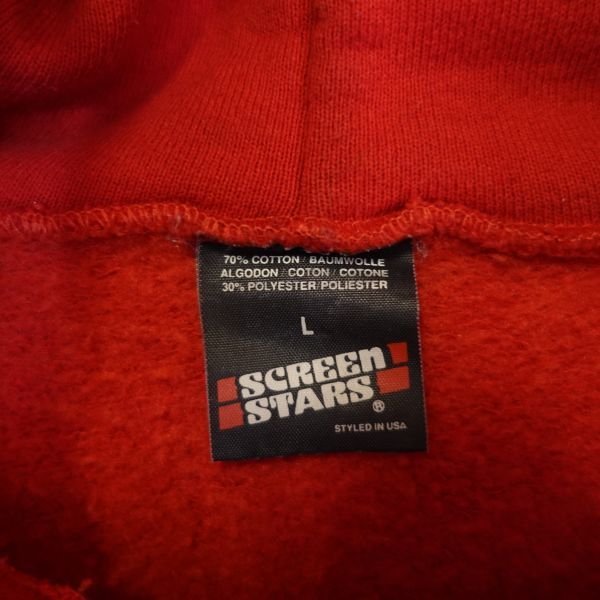 70% COTTON / BAUMWOLLE
ALGODON / COTON / COTONE
30% POLYESTER/POLIESTER
L
SCREEN
STARS®
STYLED IN USA